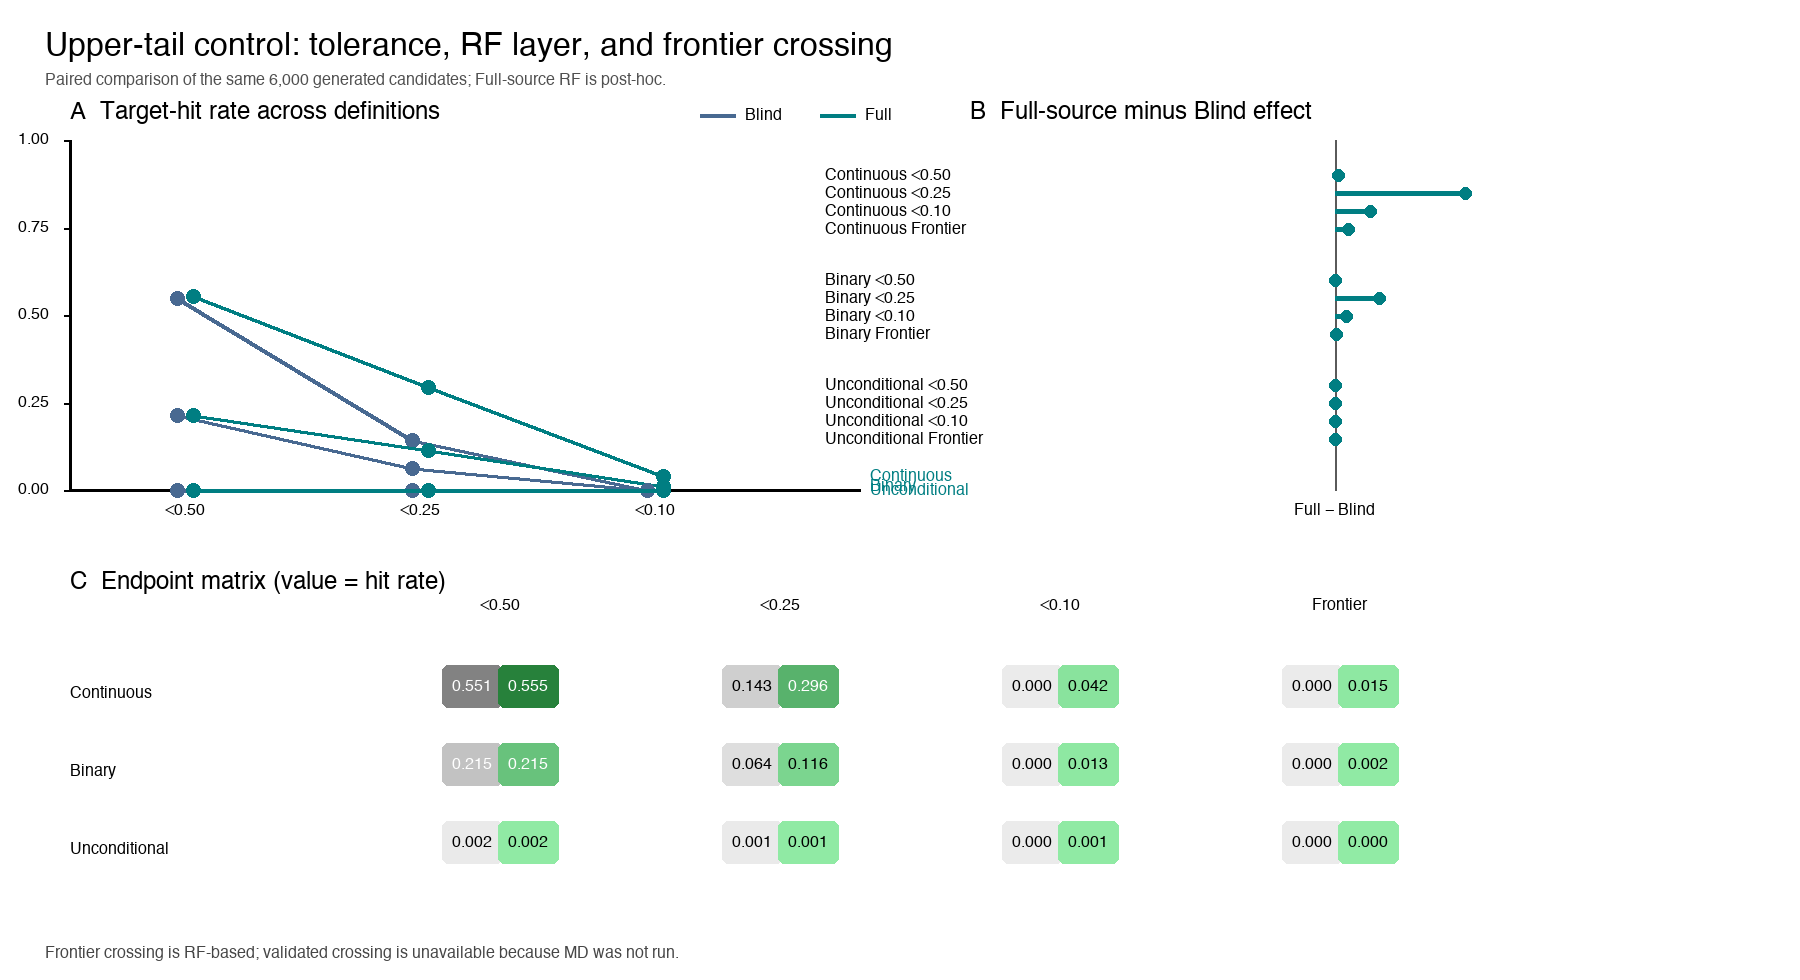 Upper-tail control: tolerance, RF layer, and frontier crossing
Paired comparison of the same 6,000 generated candidates; Full-source RF is post-hoc.
A Target-hit rate across definitions
Blind
Full
1.00
0.75
0.50
0.25
0.00
<0.50
<0.25
<0.10
Continuous
Binary
Unconditional
B Full-source minus Blind effect
Continuous <0.50
Continuous <0.25
Continuous <0.10
Continuous Frontier
Binary <0.50
Binary <0.25
Binary <0.10
Binary Frontier
Unconditional <0.50
Unconditional <0.25
Unconditional <0.10
Unconditional Frontier
Full – Blind
C Endpoint matrix (value = hit rate)
<0.50 <0.25 <0.10 Frontier
Continuous 0.551 0.555 0.143 0.296 0.000 0.042 0.000 0.015
Binary 0.215 0.215 0.064 0.116 0.000 0.013 0.000 0.002
Unconditional 0.002 0.002 0.001 0.001 0.000 0.001 0.000 0.000
Frontier crossing is RF-based; validated crossing is unavailable because MD was not run.